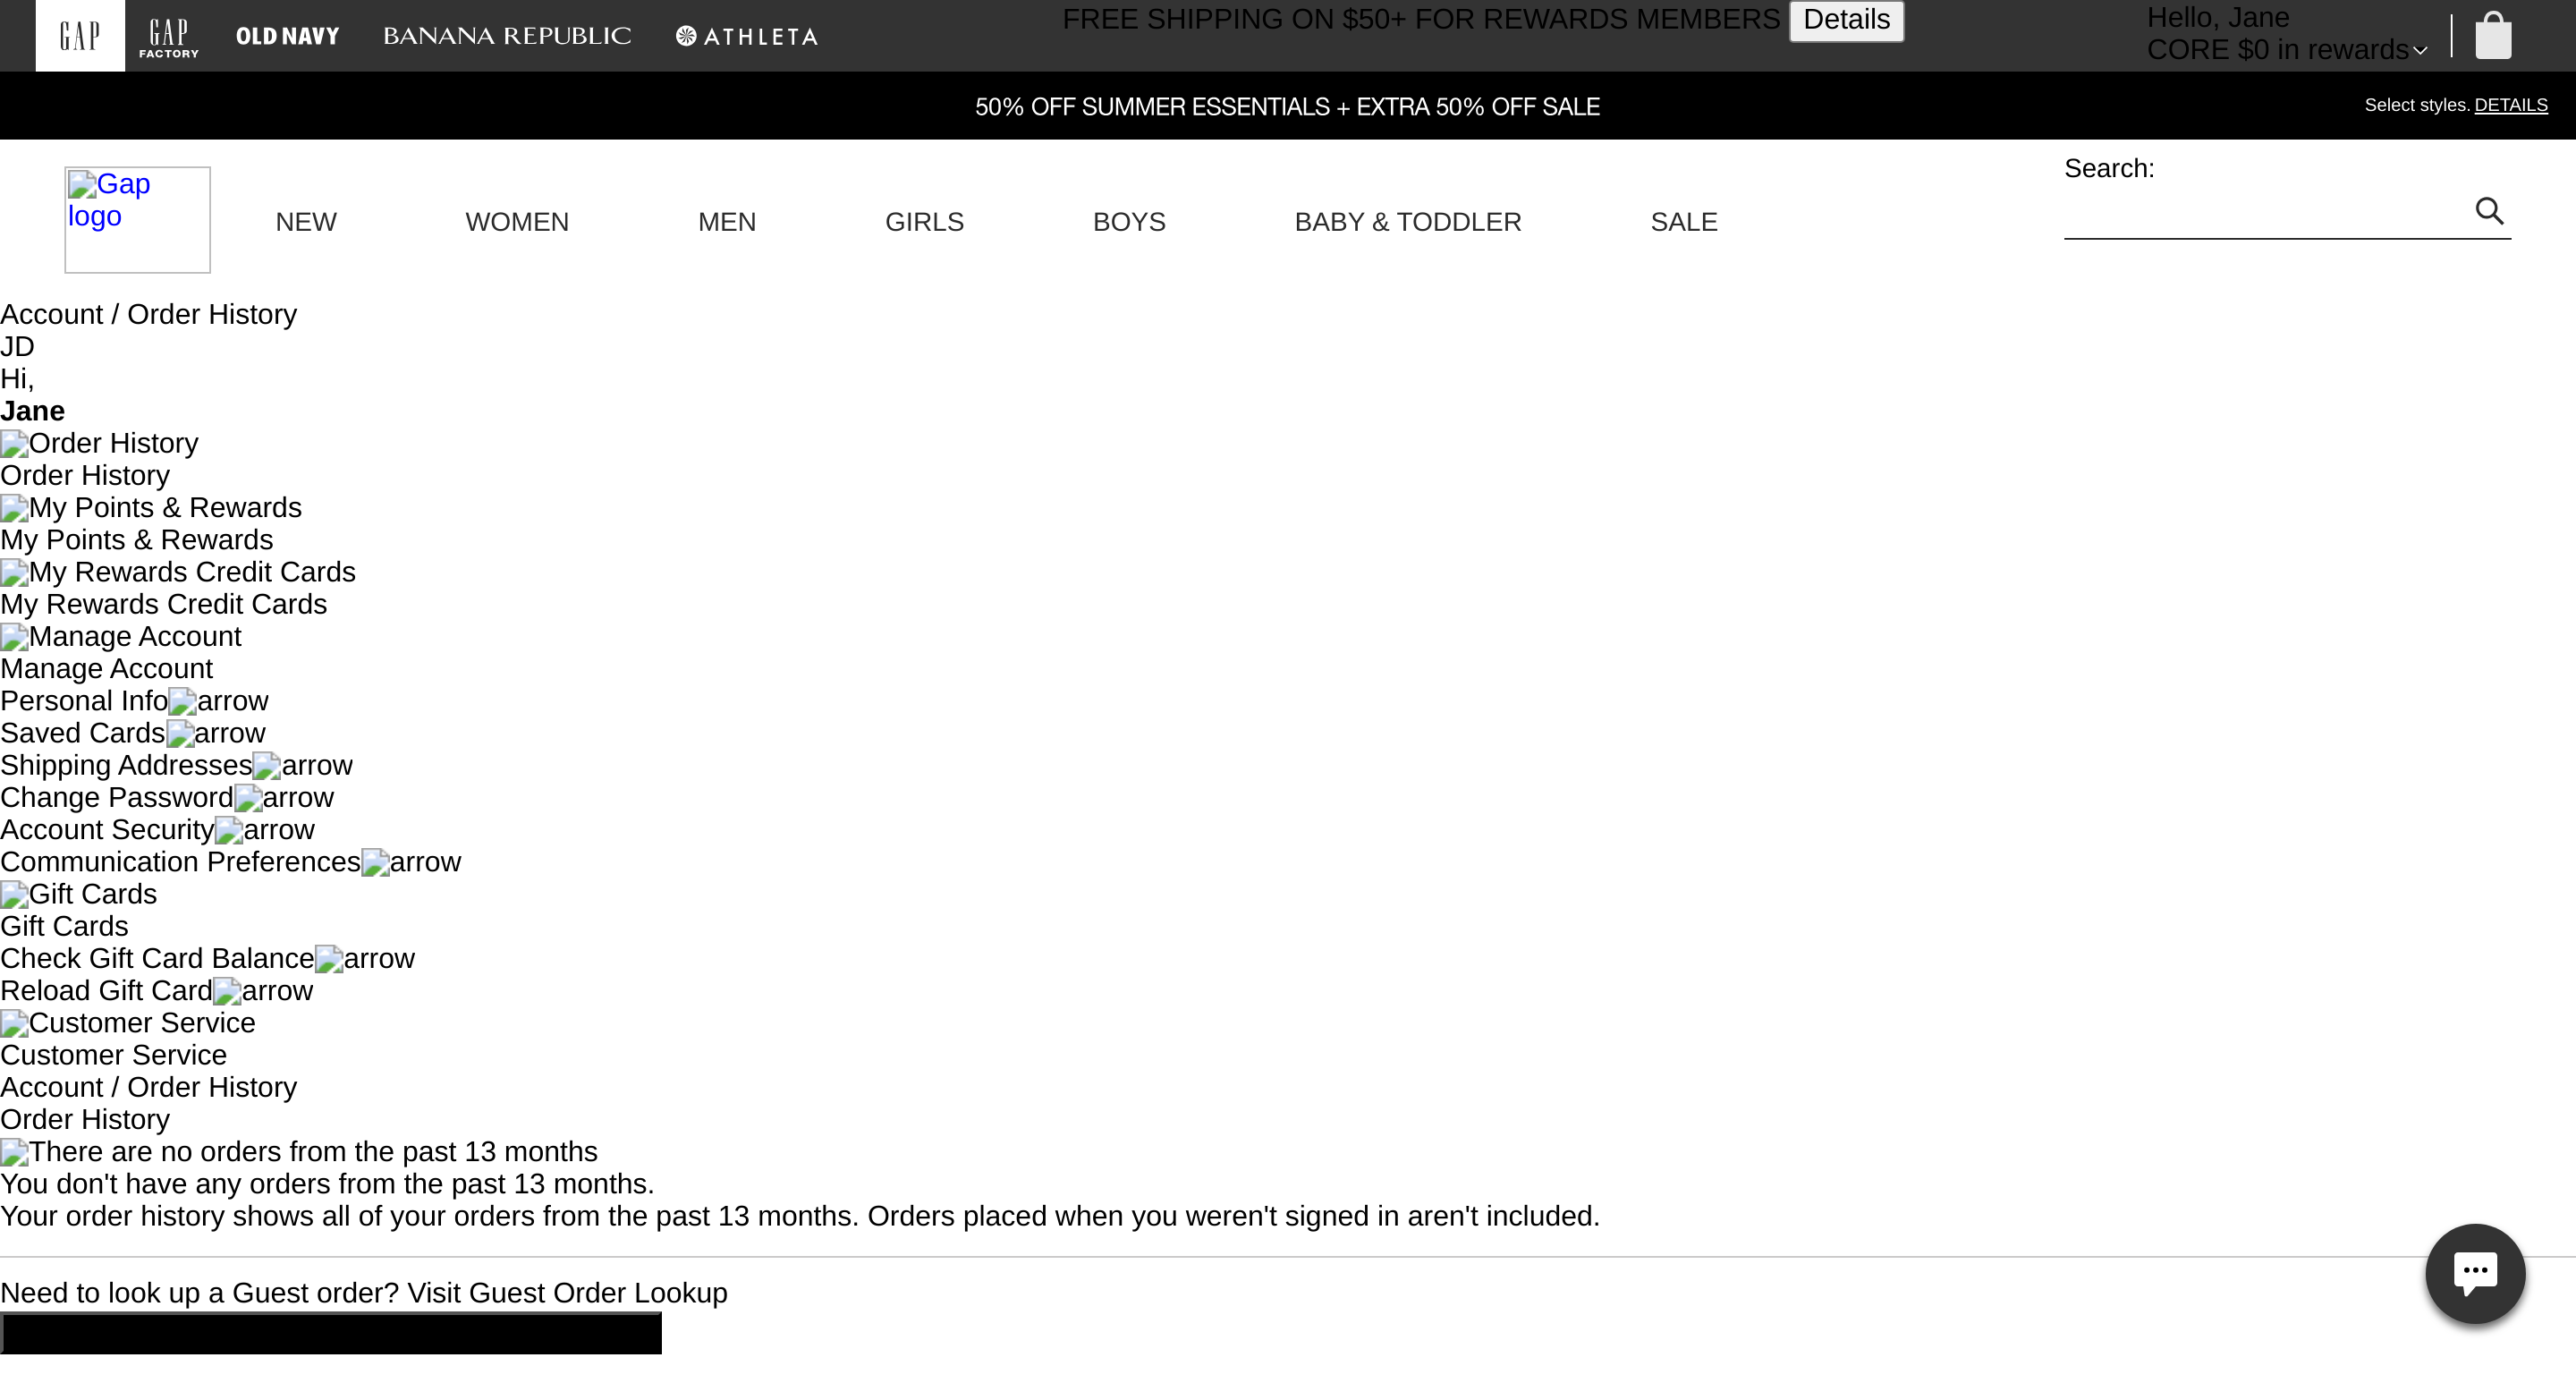 GAP
GAP
FACTORY
OLD NAVY
BANANA REPUBLIC
ATHLETA
FREE SHIPPING ON $50+ FOR REWARDS MEMBERS
Details
Hello, Jane
CORE $0 in rewards
50% OFF SUMMER ESSENTIALS + EXTRA 50% OFF SALE
Select styles. DETAILS
Gap
logo
NEW
WOMEN
MEN
GIRLS
BOYS
BABY & TODDLER
SALE
Search:
Account / Order History
JD
Hi,
Jane
Order History
Order History
My Points & Rewards
My Points & Rewards
My Rewards Credit Cards
My Rewards Credit Cards
Manage Account
Manage Account
Personal Info arrow
Saved Cards arrow
Shipping Addresses arrow
Change Password arrow
Account Security arrow
Communication Preferences arrow
Gift Cards
Gift Cards
Check Gift Card Balance arrow
Reload Gift Card arrow
Customer Service
Customer Service
Account / Order History
Order History
There are no orders from the past 13 months
You don't have any orders from the past 13 months.
Your order history shows all of your orders from the past 13 months. Orders placed when you weren't signed in aren't included.
Need to look up a Guest order? Visit Guest Order Lookup